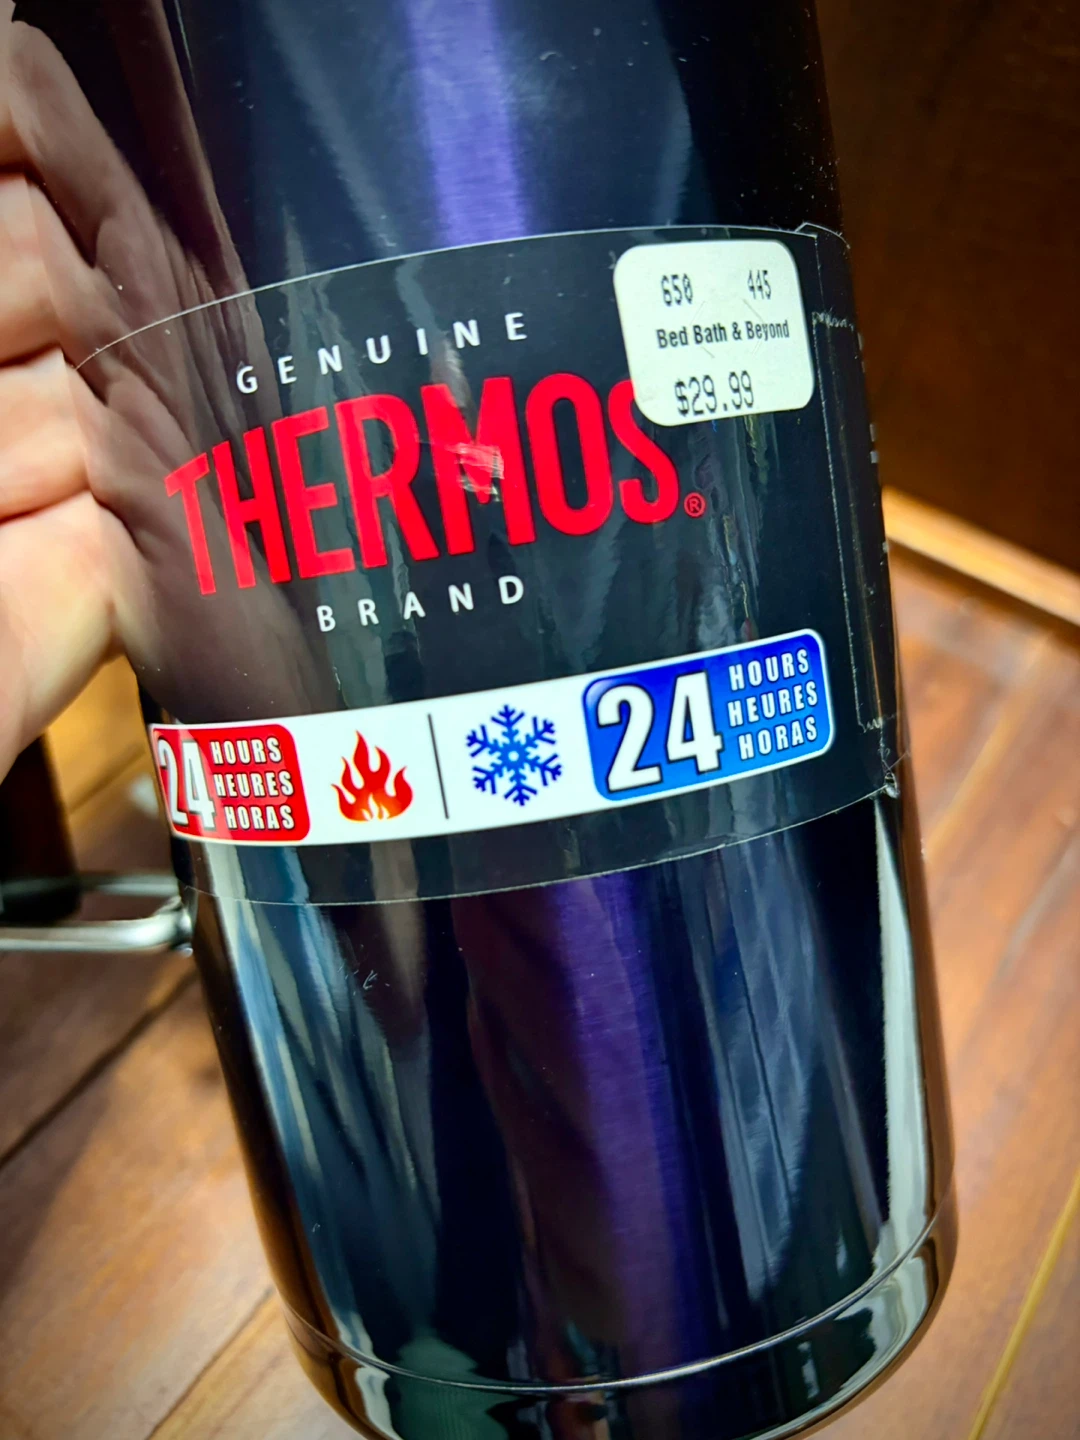 650 445
Bed Bath & Beyond
$29.99
GENUINE
THERMOS®
BRAND
24 HOURS
HEURES
HORAS
24 HOURS
HEURES
HORAS